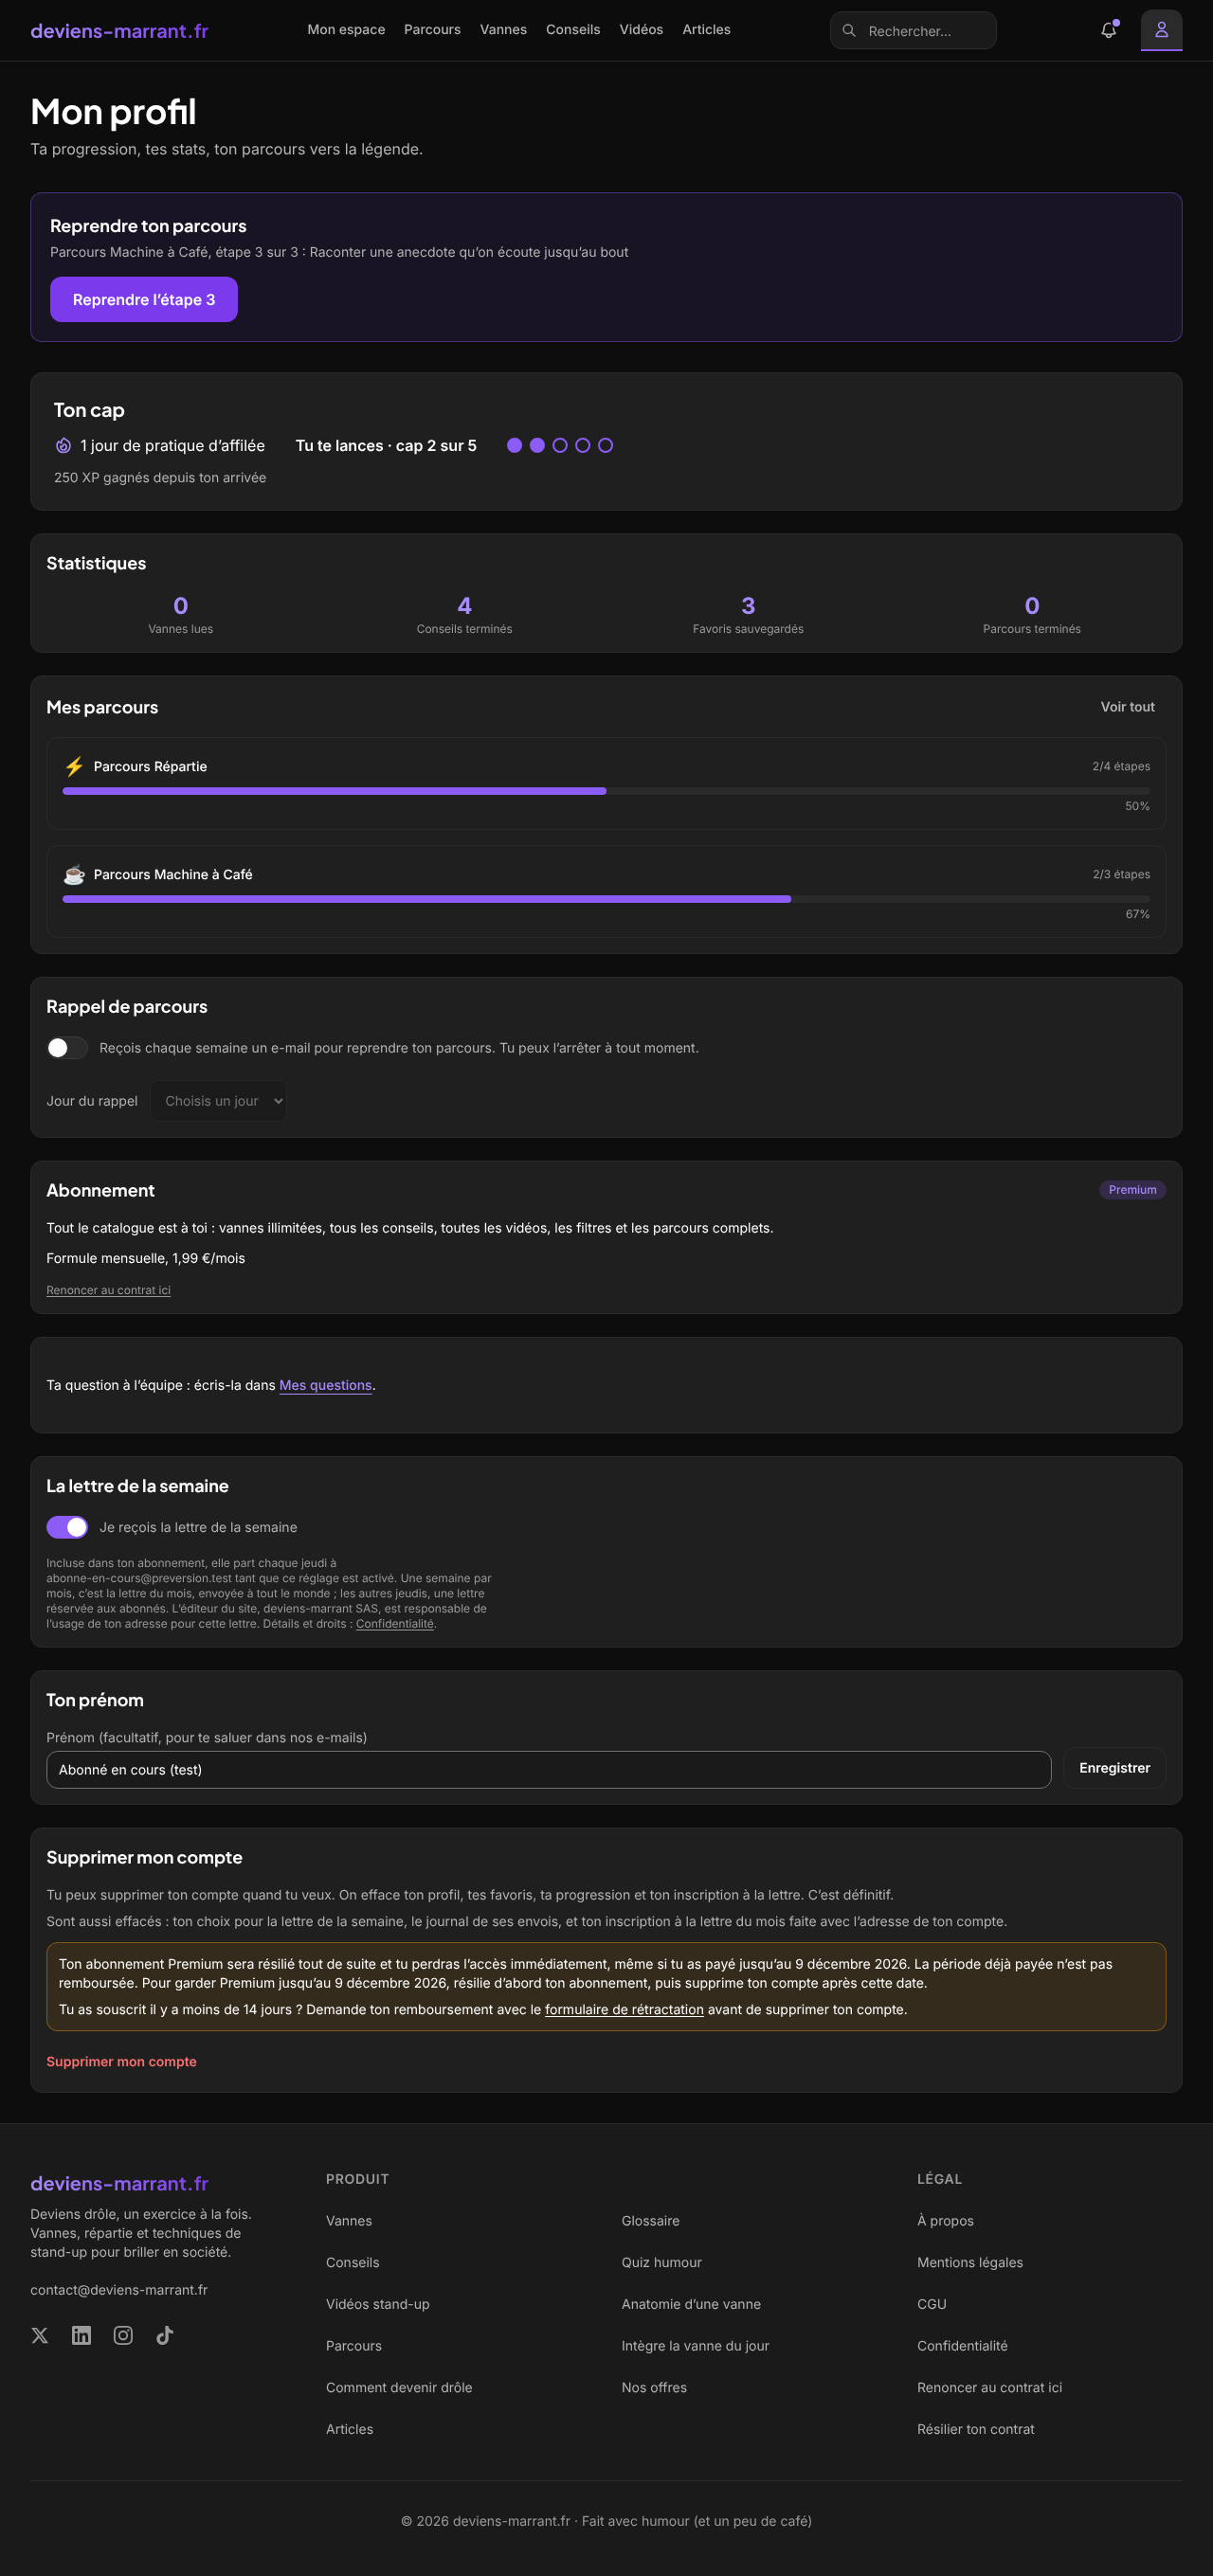 deviens-marrant.fr
Mon espace
Parcours
Vannes
Conseils
Vidéos
Articles
Rechercher...
Mon profil
Ta progression, tes stats, ton parcours vers la légende.
Reprendre ton parcours
Parcours Machine à Café, étape 3 sur 3 : Raconter une anecdote qu’on écoute jusqu’au bout
Reprendre l’étape 3
Ton cap
1 jour de pratique d’affilée
Tu te lances · cap 2 sur 5
250 XP gagnés depuis ton arrivée
Statistiques
0
Vannes lues
4
Conseils terminés
3
Favoris sauvegardés
0
Parcours terminés
Mes parcours
Voir tout
Parcours Répartie
2/4 étapes
50%
Parcours Machine à Café
2/3 étapes
67%
Rappel de parcours
Reçois chaque semaine un e-mail pour reprendre ton parcours. Tu peux l’arrêter à tout moment.
Jour du rappel
Choisis un jour
Abonnement
Premium
Tout le catalogue est à toi : vannes illimitées, tous les conseils, toutes les vidéos, les filtres et les parcours complets.
Formule mensuelle, 1,99 €/mois
Renoncer au contrat ici
Ta question à l’équipe : écris-la dans Mes questions.
La lettre de la semaine
Je reçois la lettre de la semaine
Incluse dans ton abonnement, elle part chaque jeudi à
abonne-en-cours@preversion.test tant que ce réglage est activé. Une semaine par
mois, c’est la lettre du mois, envoyée à tout le monde ; les autres jeudis, une lettre
réservée aux abonnés. L’éditeur du site, deviens-marrant SAS, est responsable de
l’usage de ton adresse pour cette lettre. Détails et droits : Confidentialité.
Ton prénom
Prénom (facultatif, pour te saluer dans nos e-mails)
Abonné en cours (test)
Enregistrer
Supprimer mon compte
Tu peux supprimer ton compte quand tu veux. On efface ton profil, tes favoris, ta progression et ton inscription à la lettre. C’est définitif.
Sont aussi effacés : ton choix pour la lettre de la semaine, le journal de ses envois, et ton inscription à la lettre du mois faite avec l’adresse de ton compte.
Ton abonnement Premium sera résilié tout de suite et tu perdras l’accès immédiatement, même si tu as payé jusqu’au 9 décembre 2026. La période déjà payée n’est pas
remboursée. Pour garder Premium jusqu’au 9 décembre 2026, résilie d’abord ton abonnement, puis supprime ton compte après cette date.
Tu as souscrit il y a moins de 14 jours ? Demande ton remboursement avec le formulaire de rétractation avant de supprimer ton compte.
Supprimer mon compte
deviens-marrant.fr
Deviens drôle, un exercice à la fois.
Vannes, répartie et techniques de
stand-up pour briller en société.
contact@deviens-marrant.fr
PRODUIT
Vannes
Conseils
Vidéos stand-up
Parcours
Comment devenir drôle
Articles
Glossaire
Quiz humour
Anatomie d’une vanne
Intègre la vanne du jour
Nos offres
LÉGAL
À propos
Mentions légales
CGU
Confidentialité
Renoncer au contrat ici
Résilier ton contrat
© 2026 deviens-marrant.fr · Fait avec humour (et un peu de café)